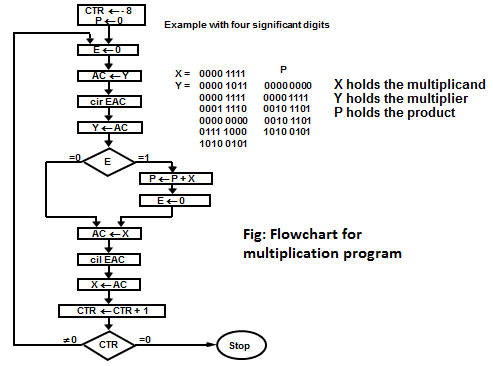 CTR ← - 8
P ← 0
Example with four significant digits
E ← 0
AC ← Y
cir EAC
Y ← AC
=0
E
=1
P ← P + X
E ← 0
AC ← X
cil EAC
X ← AC
CTR ← CTR + 1
≠0
CTR
=0
Stop
X = 0000 1111 P
Y = 0000 1011 0000 0000
0000 1111 0000 1111
0001 1110 0010 1101
0000 0000 0010 1101
0111 1000 1010 0101
1010 0101
X holds the multiplicand
Y holds the multiplier
P holds the product
Fig: Flowchart for
multiplication program